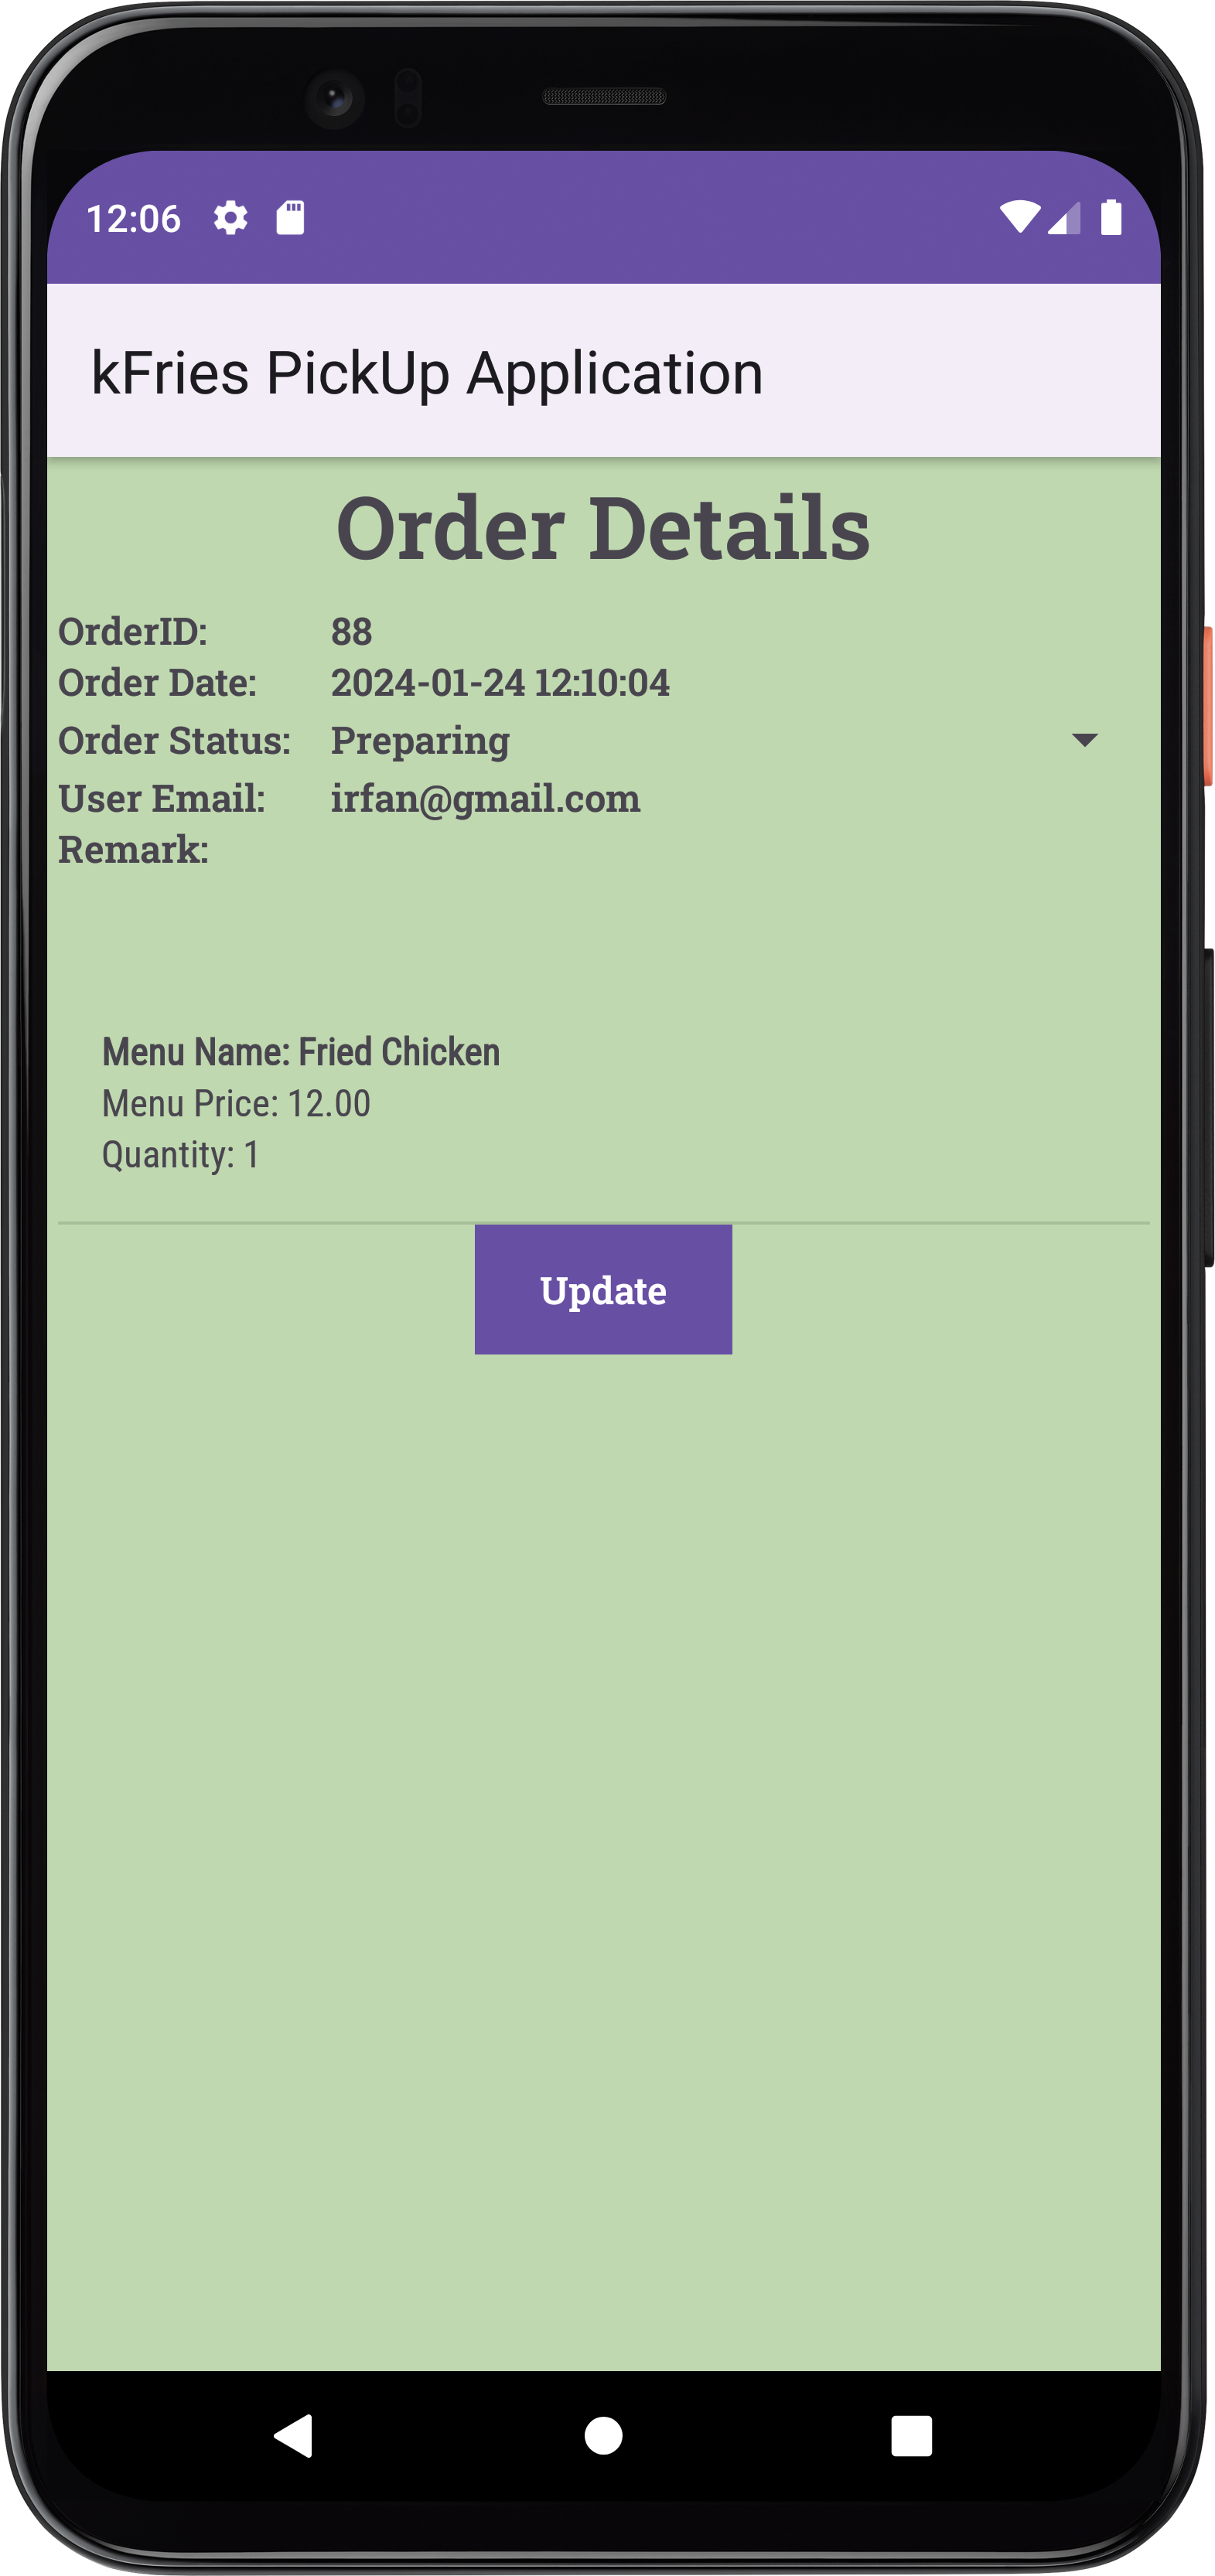 12:06
kFries PickUp Application
Order Details
OrderID: 88
Order Date: 2024-01-24 12:10:04
Order Status: Preparing
User Email: irfan@gmail.com
Remark:
Menu Name: Fried Chicken
Menu Price: 12.00
Quantity: 1
Update